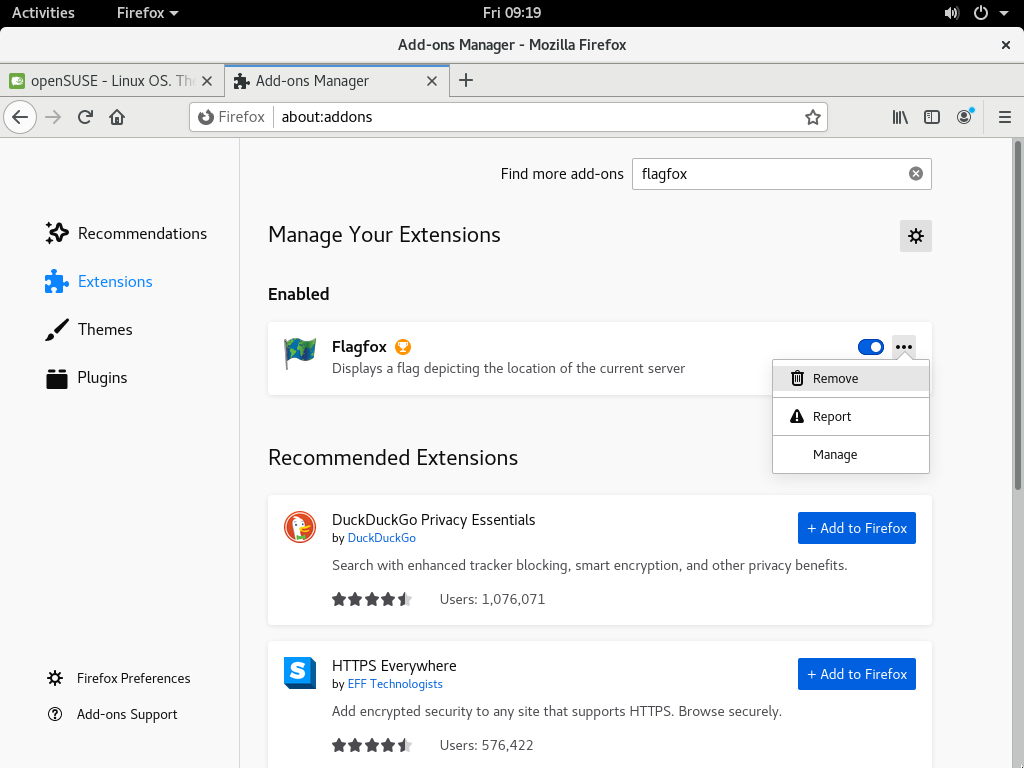 Activities
Firefox
Fri 09:19
Add-ons Manager - Mozilla Firefox
openSUSE - Linux OS. The
Add-ons Manager
Firefox
about:addons
Find more add-ons
flagfox
Recommendations
Extensions
Themes
Plugins
Firefox Preferences
Add-ons Support
Manage Your Extensions
Enabled
Flagfox
Displays a flag depicting the location of the current server
Remove
Report
Manage
Recommended Extensions
DuckDuckGo Privacy Essentials
by DuckDuckGo
+ Add to Firefox
Search with enhanced tracker blocking, smart encryption, and other privacy benefits.
Users: 1,076,071
S
HTTPS Everywhere
by EFF Technologists
+ Add to Firefox
Add encrypted security to any site that supports HTTPS. Browse securely.
Users: 576,422